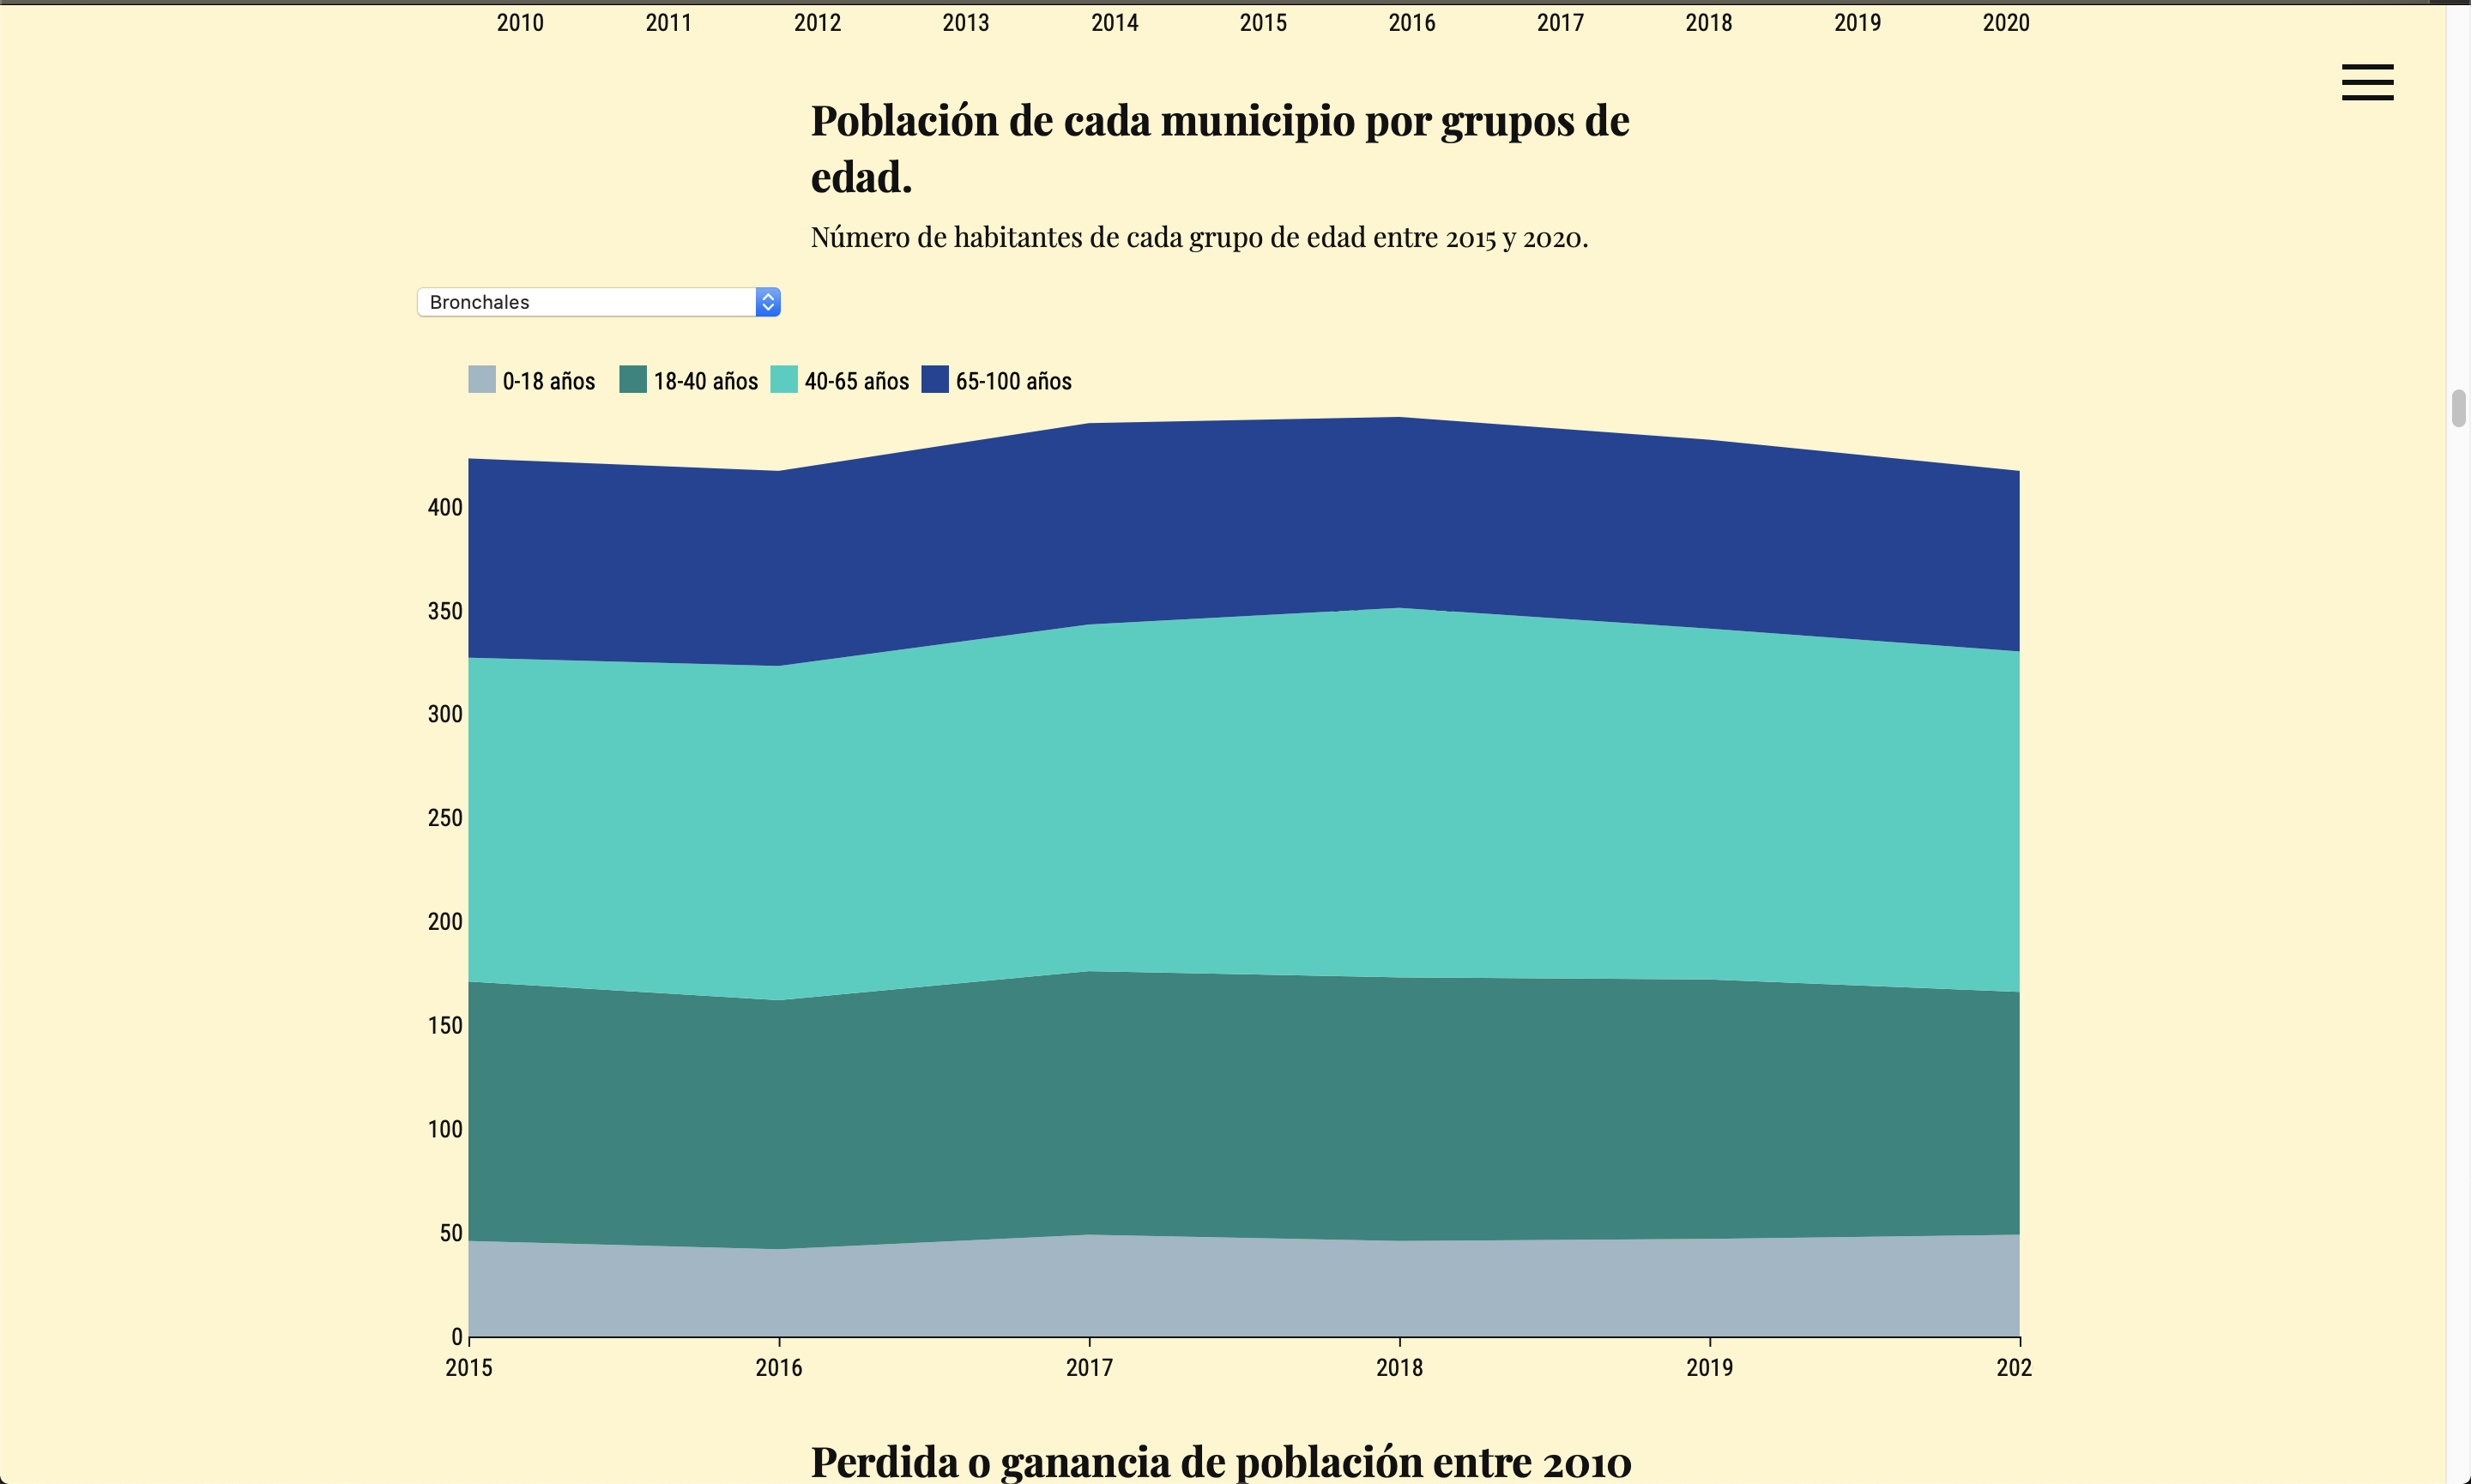 2010 2011 2012 2013 2014 2015 2016 2017 2018 2019 2020
Población de cada municipio por grupos de
edad.
Número de habitantes de cada grupo de edad entre 2015 y 2020.
Bronchales
0-18 años 18-40 años 40-65 años 65-100 años
400
350
300
250
200
150
100
50
0
2015 2016 2017 2018 2019 202
Perdida o ganancia de población entre 2010